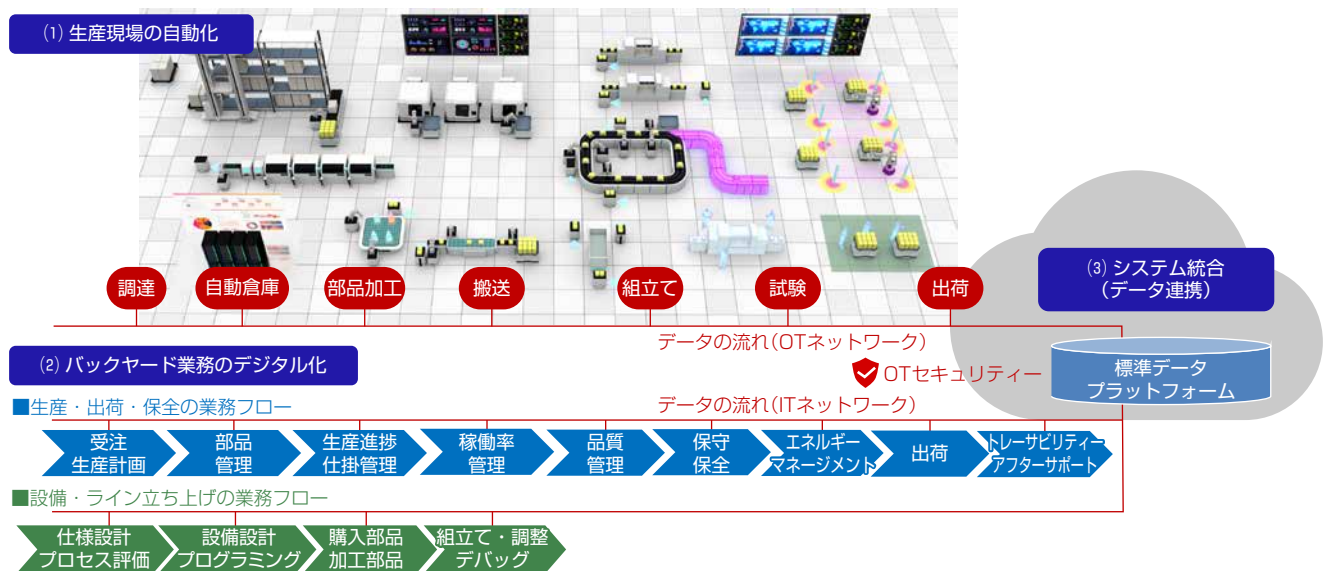 ⑴ 生産現場の自動化
調達
自動倉庫
部品加工
搬送
組立て
試験
出荷
⑶ システム統合
（データ連携）
データの流れ(OTネットワーク)
⑵ バックヤード業務のデジタル化
OTセキュリティー
標準データ
プラットフォーム
■生産・出荷・保全の業務フロー
データの流れ(ITネットワーク)
受注
生産計画
部品
管理
生産進捗
仕掛管理
稼働率
管理
品質
管理
保守
保全
エネルギー
マネージメント
出荷
トレーサビリティー
アフターサポート
■設備・ライン立ち上げの業務フロー
仕様設計
プロセス評価
設備設計
プログラミング
購入部品
加工部品
組立て・調整
デバッグ